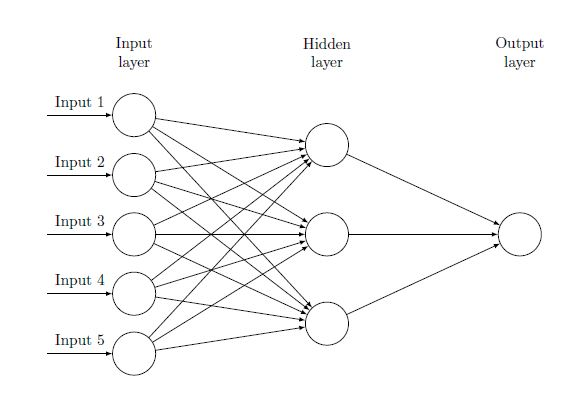 Input
layer
Hidden
layer
Output
layer
Input 1
Input 2
Input 3
Input 4
Input 5